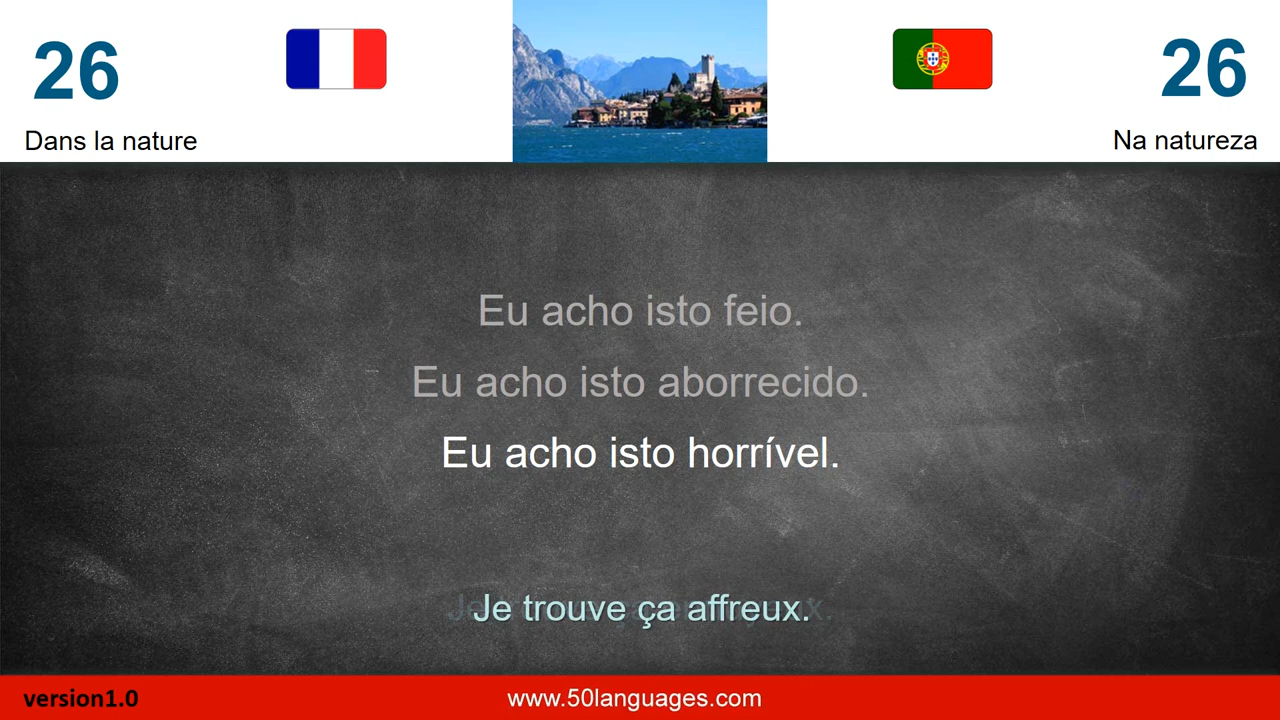 26
Dans la nature
26
Na natureza
Eu acho isto feio.
Eu acho isto aborrecido.
Eu acho isto horrível.
Je trouve ça affreux.
version1.0
www.50languages.com